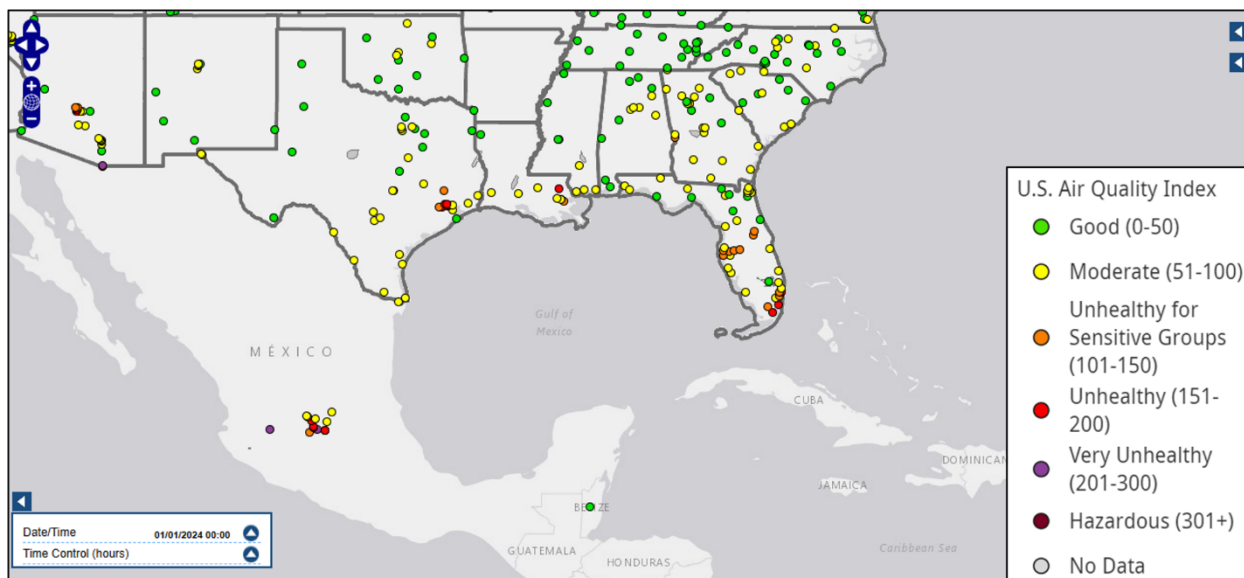 U.S. Air Quality Index
Good (0-50)
Moderate (51-100)
Unhealthy for
Sensitive Groups
(101-150)
Unhealthy (151-
200)
Very Unhealthy
(201-300)
Hazardous (301+)
No Data
Gulf of
Mexico
MÉXICO
CUBA
DOMINICAN
JAMAICA
BELIZE
GUATEMALA
HONDURAS
Caribbean Sea
Date/Time 01/01/2024 00:00
Time Control (hours)